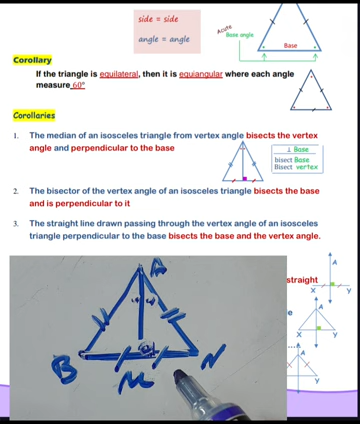 side = side
angle = angle
Acute
Base angle
Base
Corollary
If the triangle is equilateral, then it is equiangular where each angle
measure 60°
Corollaries
1. The median of an isosceles triangle from vertex angle bisects the vertex
angle and perpendicular to the base
⊥ Base
bisect Base
Bisect vertex
2. The bisector of the vertex angle of an isosceles triangle bisects the base
and is perpendicular to it
3. The straight line drawn passing through the vertex angle of an isosceles
triangle perpendicular to the base bisects the base and the vertex angle.
straight
A
X Y
e
A
X Y
...
A
Y
B
M
N